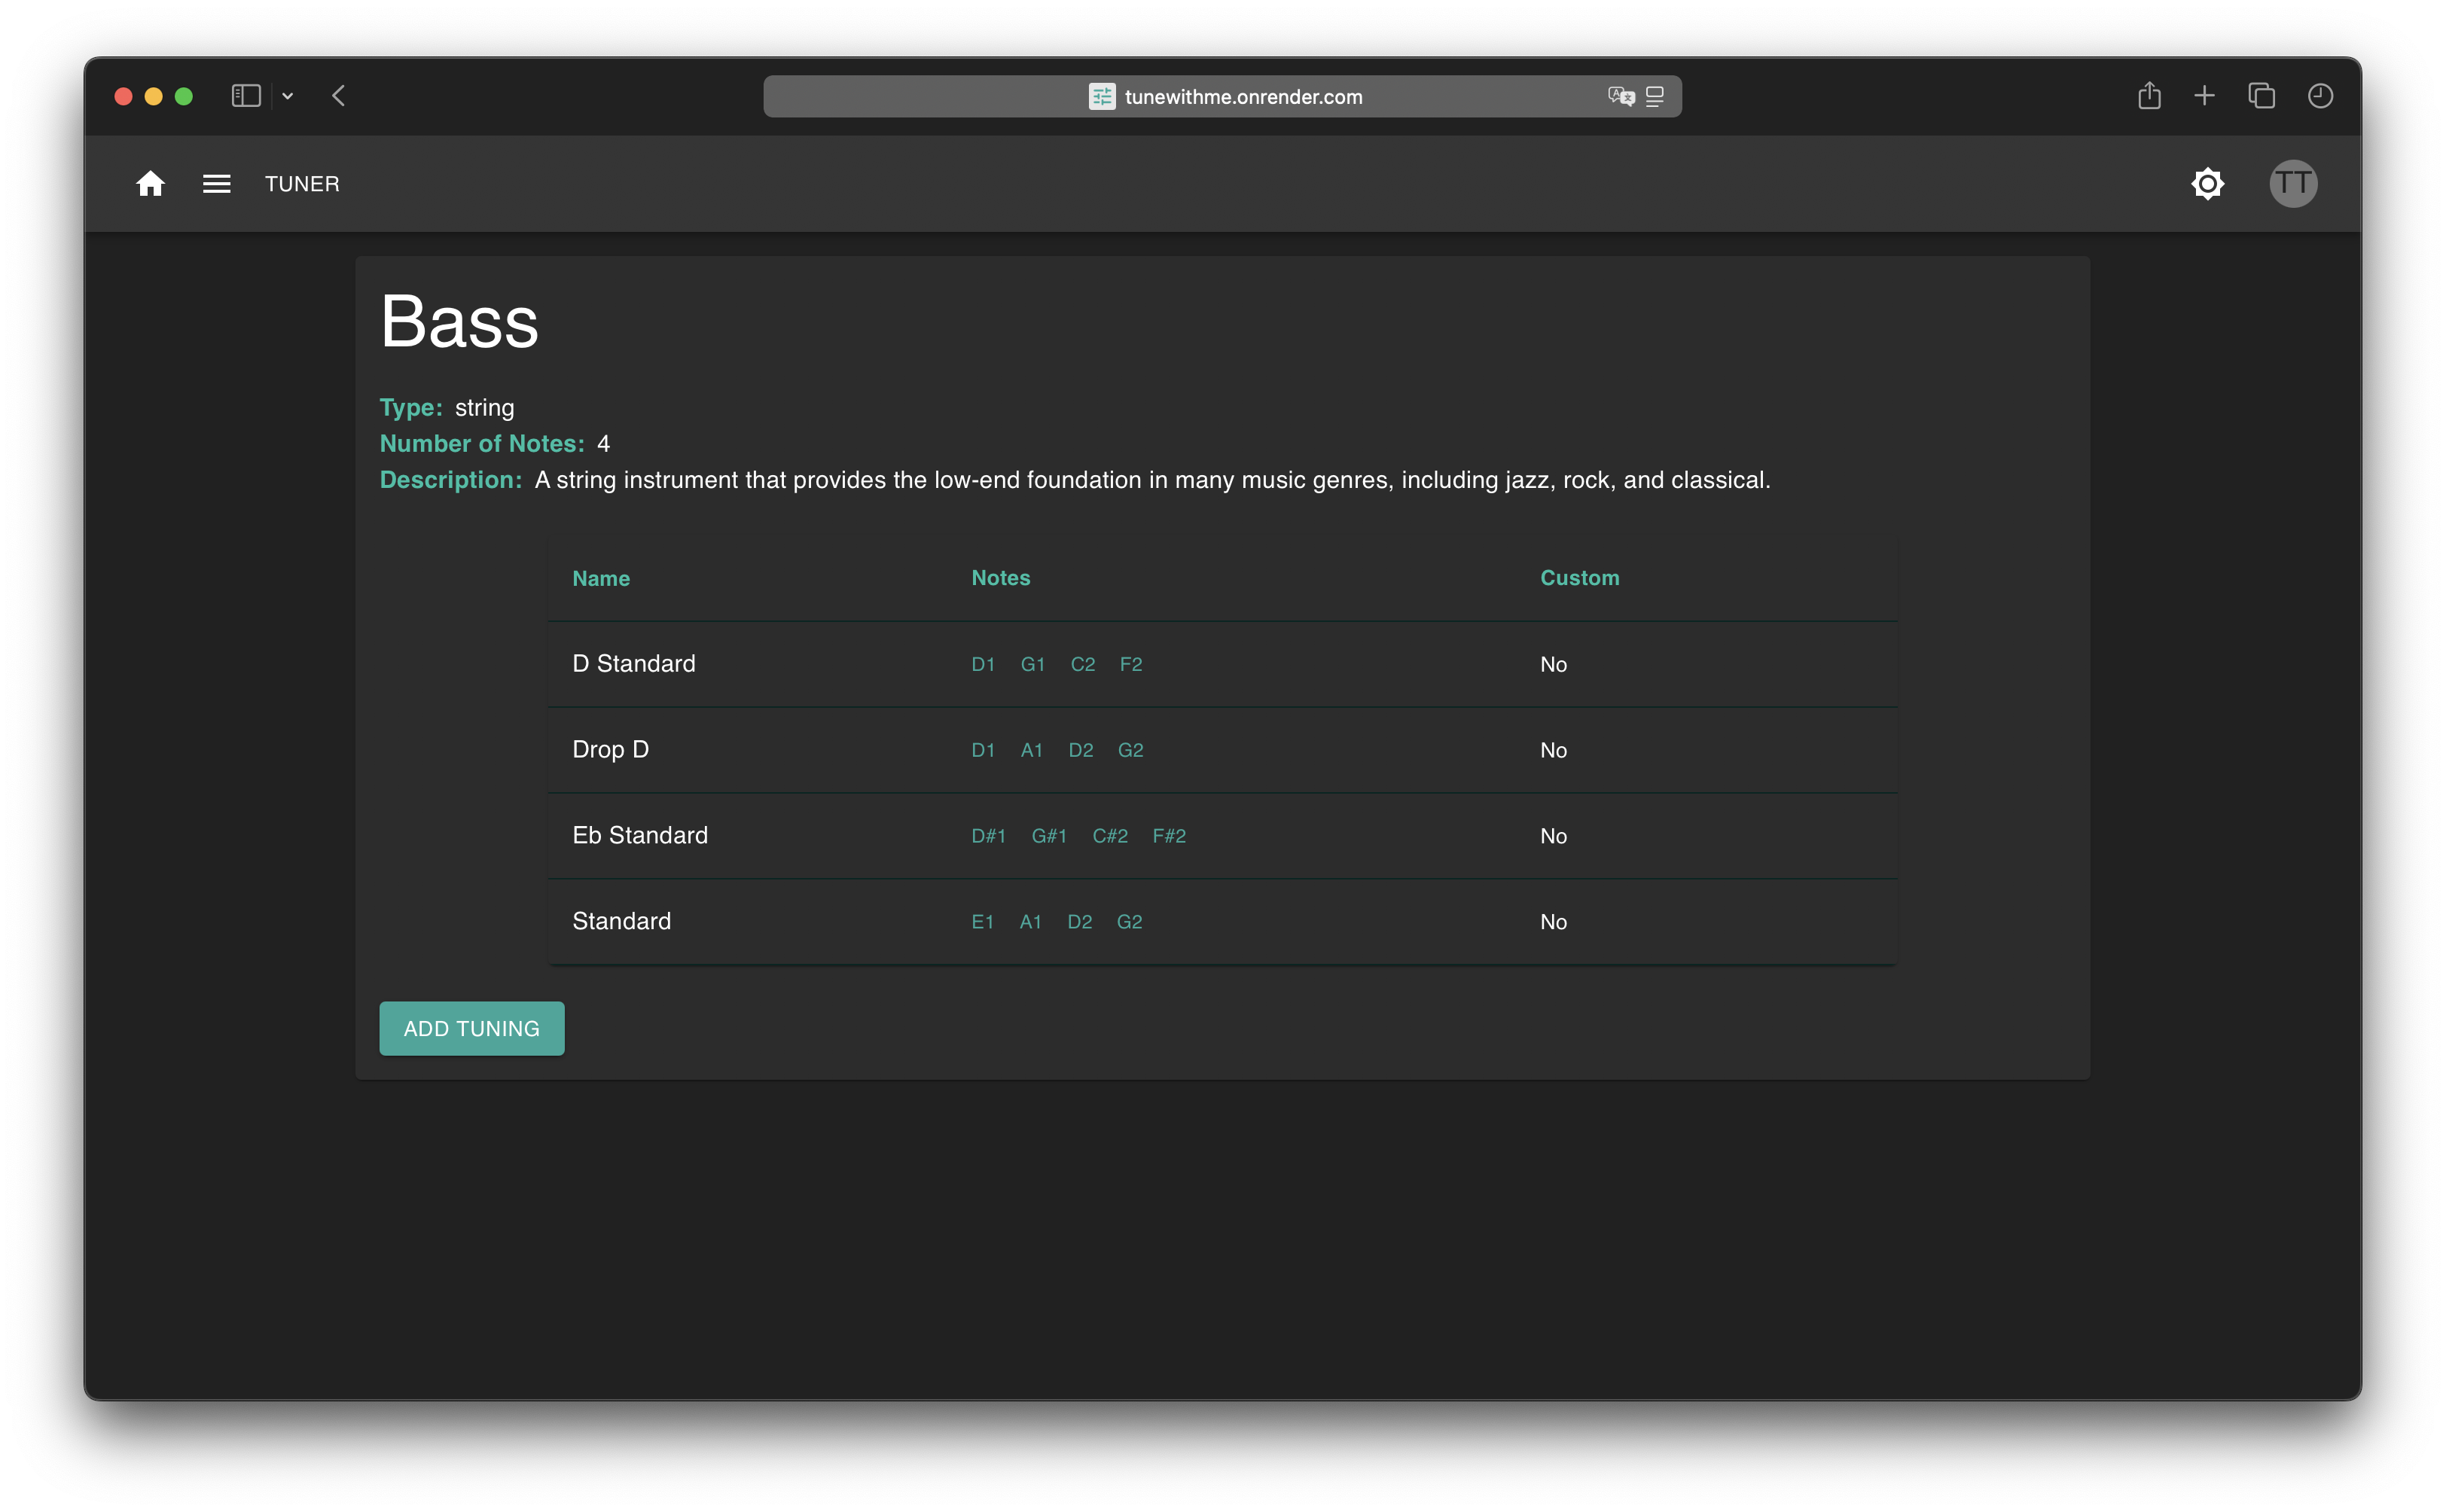 tunewithme.onrender.com
TUNER
TT
Bass
Type: string
Number of Notes: 4
Description: A string instrument that provides the low-end foundation in many music genres, including jazz, rock, and classical.
Name Notes Custom
D Standard D1 G1 C2 F2 No
Drop D D1 A1 D2 G2 No
Eb Standard D#1 G#1 C#2 F#2 No
Standard E1 A1 D2 G2 No
ADD TUNING